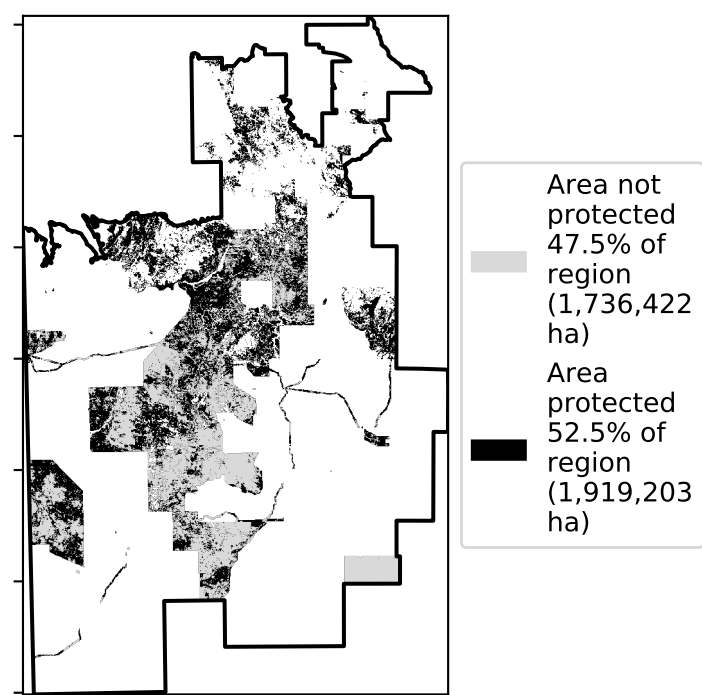 Area not
protected
47.5% of
region
(1,736,422
ha)
Area
protected
52.5% of
region
(1,919,203
ha)